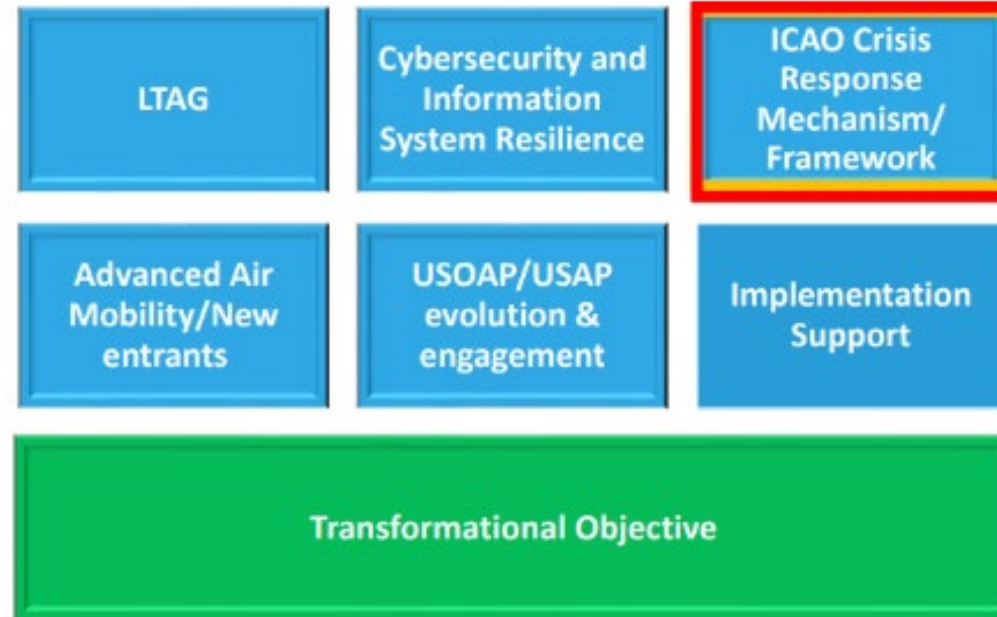 LTAG
Cybersecurity and
Information
System Resilience
ICAO Crisis
Response
Mechanism/
Framework
Advanced Air
Mobility/New
entrants
USOAP/USAP
evolution &
engagement
Implementation
Support
Transformational Objective